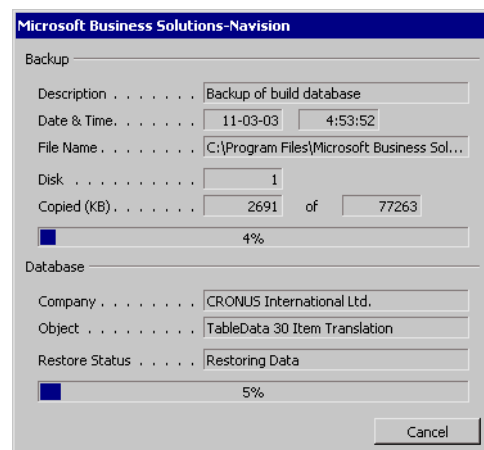 Microsoft Business Solutions-Navision
Backup
Description . . . . . . . Backup of build database
Date & Time. . . . . . . 11-03-03 4:53:52
File Name . . . . . . . . C:\Program Files\Microsoft Business Sol...
Disk . . . . . . . . . . 1
Copied (KB). . . . . . . 2691 of 77263
4%
Database
Company . . . . . . . . CRONUS International Ltd.
Object . . . . . . . . . TableData 30 Item Translation
Restore Status . . . . . Restoring Data
5%
Cancel